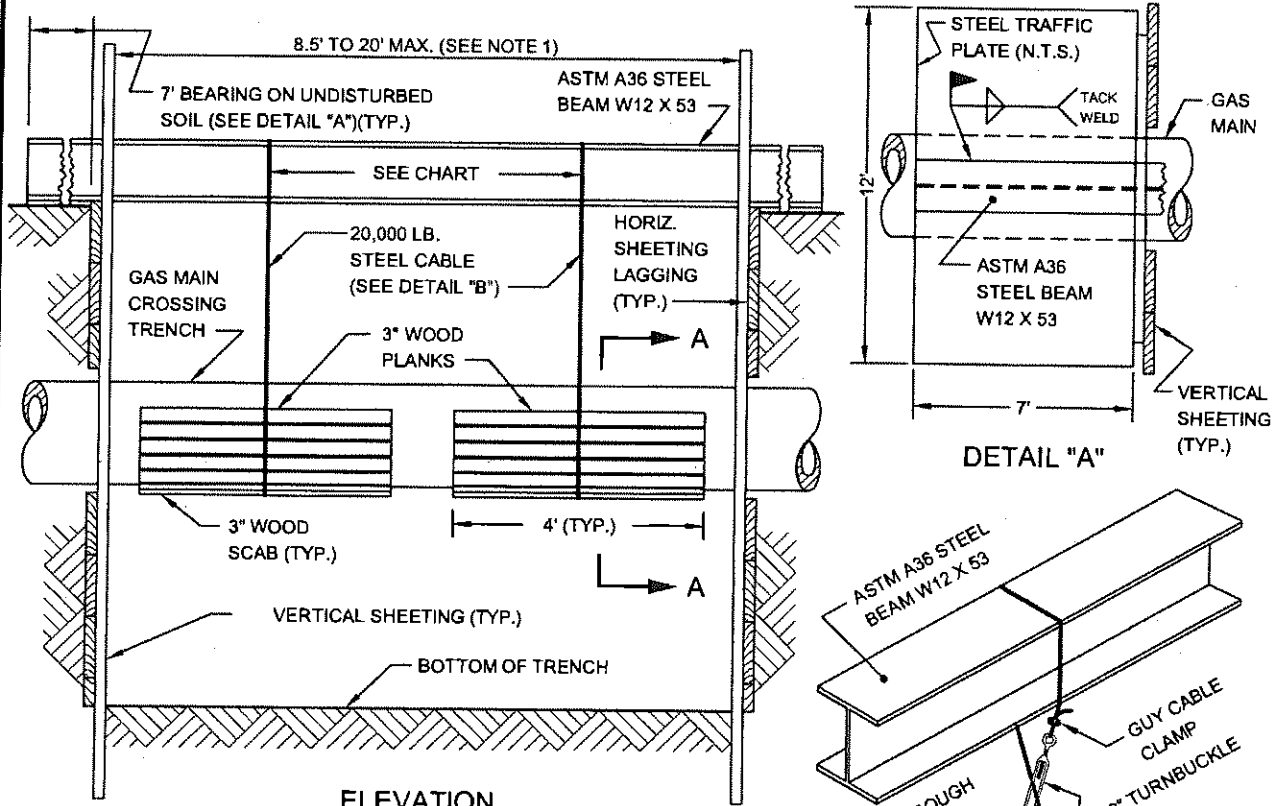 8.5' TO 20' MAX. (SEE NOTE 1)
7' BEARING ON UNDISTURBED
SOIL (SEE DETAIL "A")(TYP.)
ASTM A36 STEEL
BEAM W12 X 53
SEE CHART
20,000 LB.
STEEL CABLE
(SEE DETAIL "B")
HORIZ.
SHEETING
LAGGING
(TYP.)
GAS MAIN
CROSSING
TRENCH
3" WOOD
PLANKS
A
3" WOOD
SCAB (TYP.)
4' (TYP.)
A
VERTICAL SHEETING (TYP.)
BOTTOM OF TRENCH
ELEVATION
STEEL TRAFFIC
PLATE (N.T.S.)
TACK
WELD
GAS
MAIN
12'
ASTM A36
STEEL BEAM
W12 X 53
VERTICAL
SHEETING
(TYP.)
7'
DETAIL "A"
ASTM A36 STEEL
BEAM W12 X 53
GUY CABLE
CLAMP
TURNBUCKLE